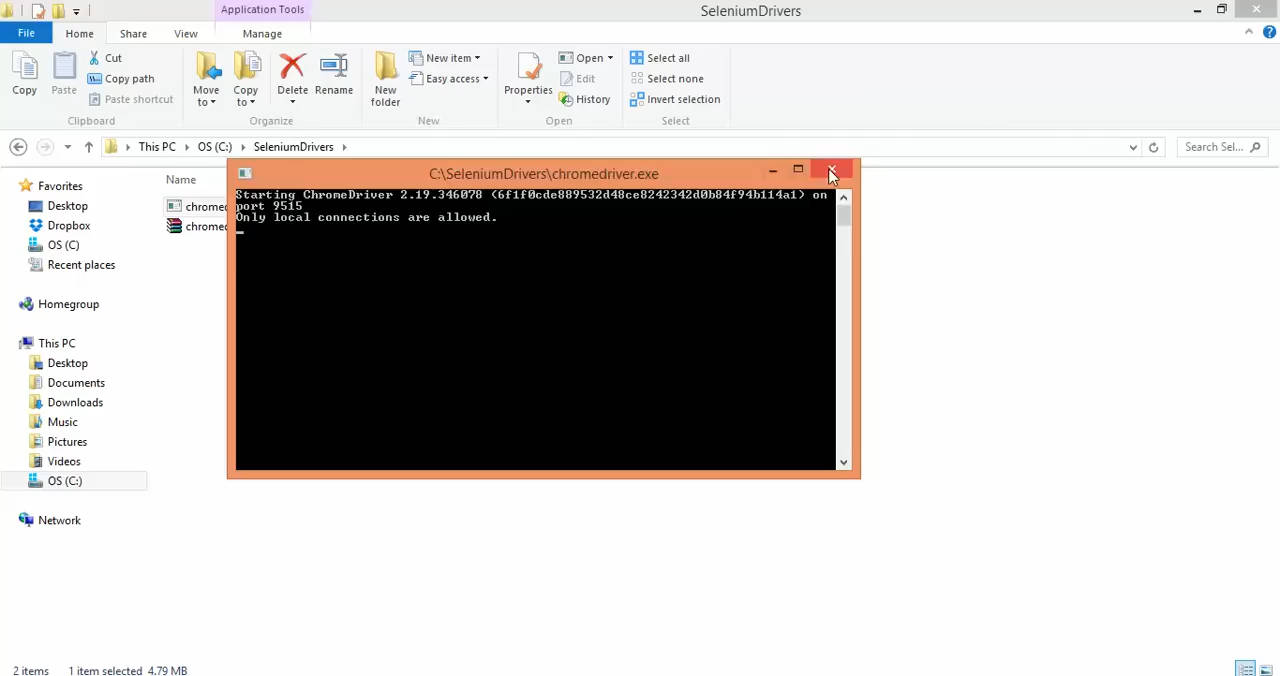 Application Tools
SeleniumDrivers
File
Home
Share
View
Manage
Copy
Paste
Cut
Copy path
Paste shortcut
Clipboard
Move to
Copy to
Delete
Rename
Organize
New folder
New item
Easy access
New
Properties
Open
Edit
History
Open
Select all
Select none
Invert selection
Select
This PC
OS (C:)
SeleniumDrivers
Search Sel...
Favorites
Desktop
Dropbox
OS (C)
Recent places
Homegroup
This PC
Desktop
Documents
Downloads
Music
Pictures
Videos
OS (C:)
Network
Name
chromed
chromed
C:\SeleniumDrivers\chromedriver.exe
Starting ChromeDriver 2.19.346078 (6f1f0cde889532d48ce8242342d0b84f94b114a1) on
port 9515
Only local connections are allowed.
2 items
1 item selected 4.79 MB